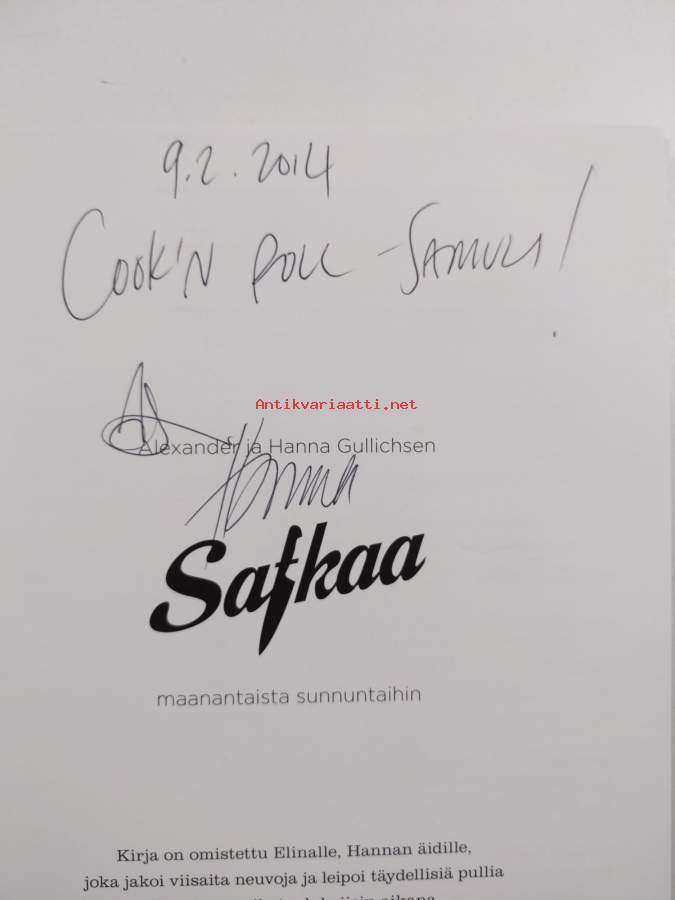 9.2.2014
COOK'N ROLL - SAMULI!
Antikvariaatti.net
Alexander ja Hanna Gullichsen
Hanna
Safkaa
maanantaista sunnuntaihin
Kirja on omistettu Elinalle, Hannan äidille,
joka jakoi viisaita neuvoja ja leipoi täydellisiä pullia